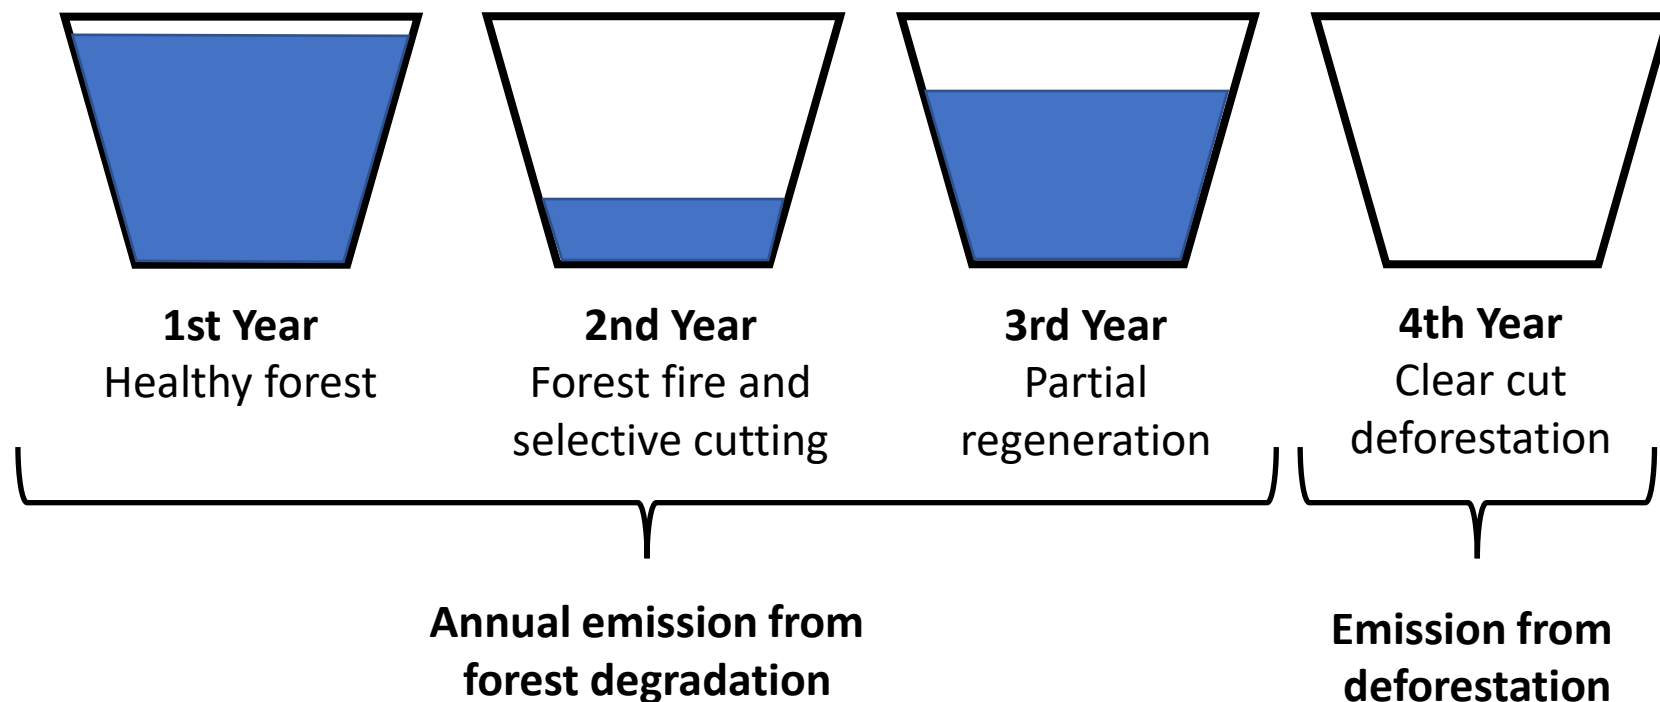 1st Year
Healthy forest
2nd Year
Forest fire and
selective cutting
3rd Year
Partial
regeneration
4th Year
Clear cut
deforestation
Annual emission from
forest degradation
Emission from
deforestation